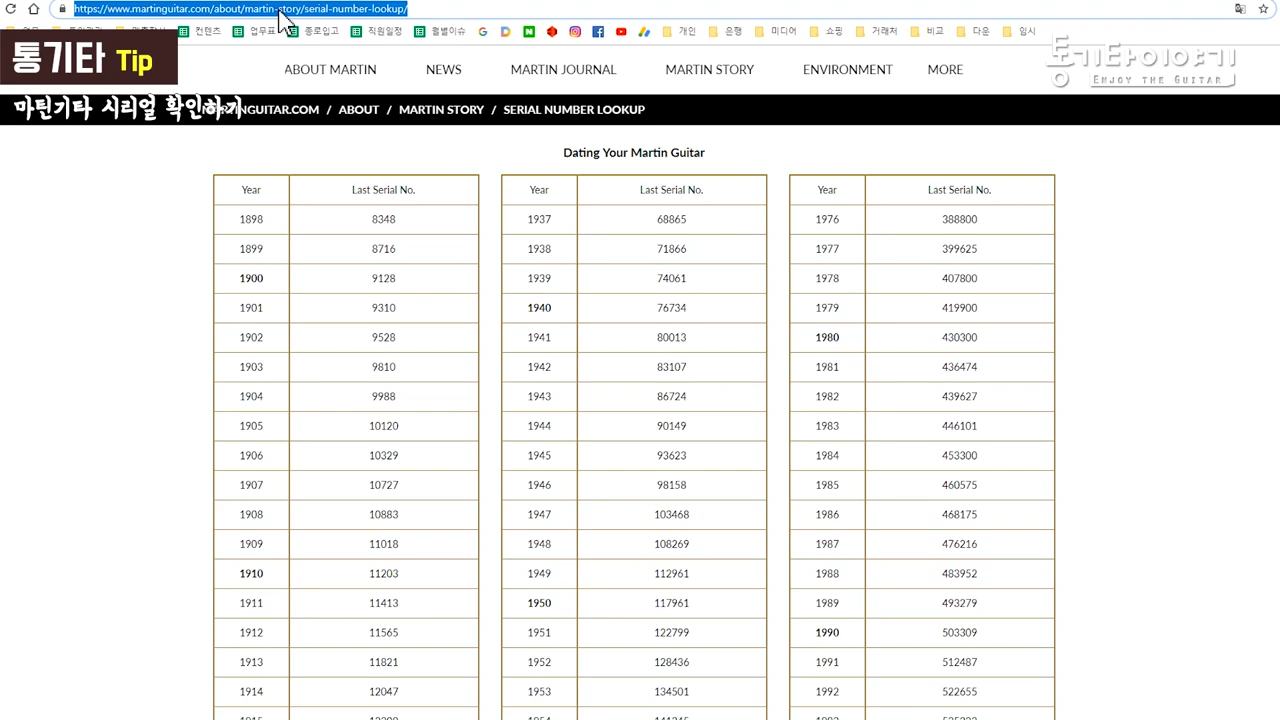 https://www.martinguitar.com/about/martin-story/serial-number-lookup/
컨텐츠 업무표 종로입고 직원일정 월별이슈 개인 은행 미디어 쇼핑 거래처 비교 다운 임시
통기타 Tip
통기타이야기
ENJOY THE GUITAR
ABOUT MARTIN NEWS MARTIN JOURNAL MARTIN STORY ENVIRONMENT MORE
마틴기타 시리얼 확인하기
GUITAR.COM / ABOUT / MARTIN STORY / SERIAL NUMBER LOOKUP
Dating Your Martin Guitar
Year Last Serial No. Year Last Serial No. Year Last Serial No.
1898 8348 1937 68865 1976 388800
1899 8716 1938 71866 1977 399625
1900 9128 1939 74061 1978 407800
1901 9310 1940 76734 1979 419900
1902 9528 1941 80013 1980 430300
1903 9810 1942 83107 1981 436474
1904 9988 1943 86724 1982 439627
1905 10120 1944 90149 1983 446101
1906 10329 1945 93623 1984 453300
1907 10727 1946 98158 1985 460575
1908 10883 1947 103468 1986 468175
1909 11018 1948 108269 1987 476216
1910 11203 1949 112961 1988 483952
1911 11413 1950 117961 1989 493279
1912 11565 1951 122799 1990 503309
1913 11821 1952 128436 1991 512487
1914 12047 1953 134501 1992 522655